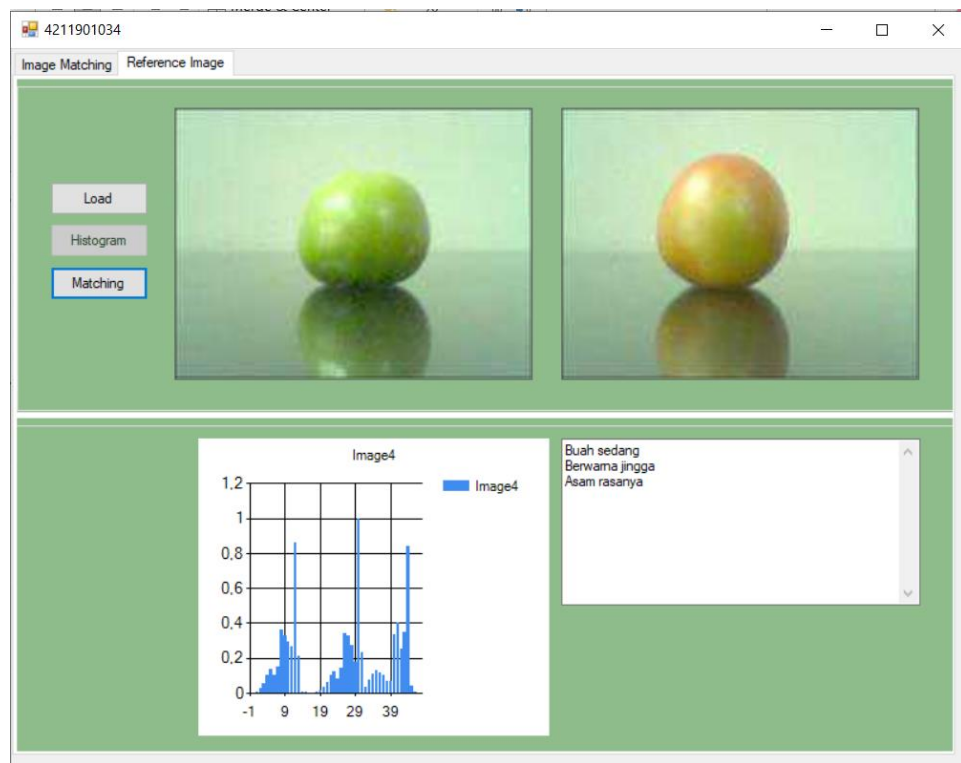 4211901034
Image Matching
Reference Image
Load
Histogram
Matching
Image4
Image4
1,2
1
0,8
0,6
0,4
0,2
0
-1 9 19 29 39
Buah sedang
Berwarna jingga
Asam rasanya